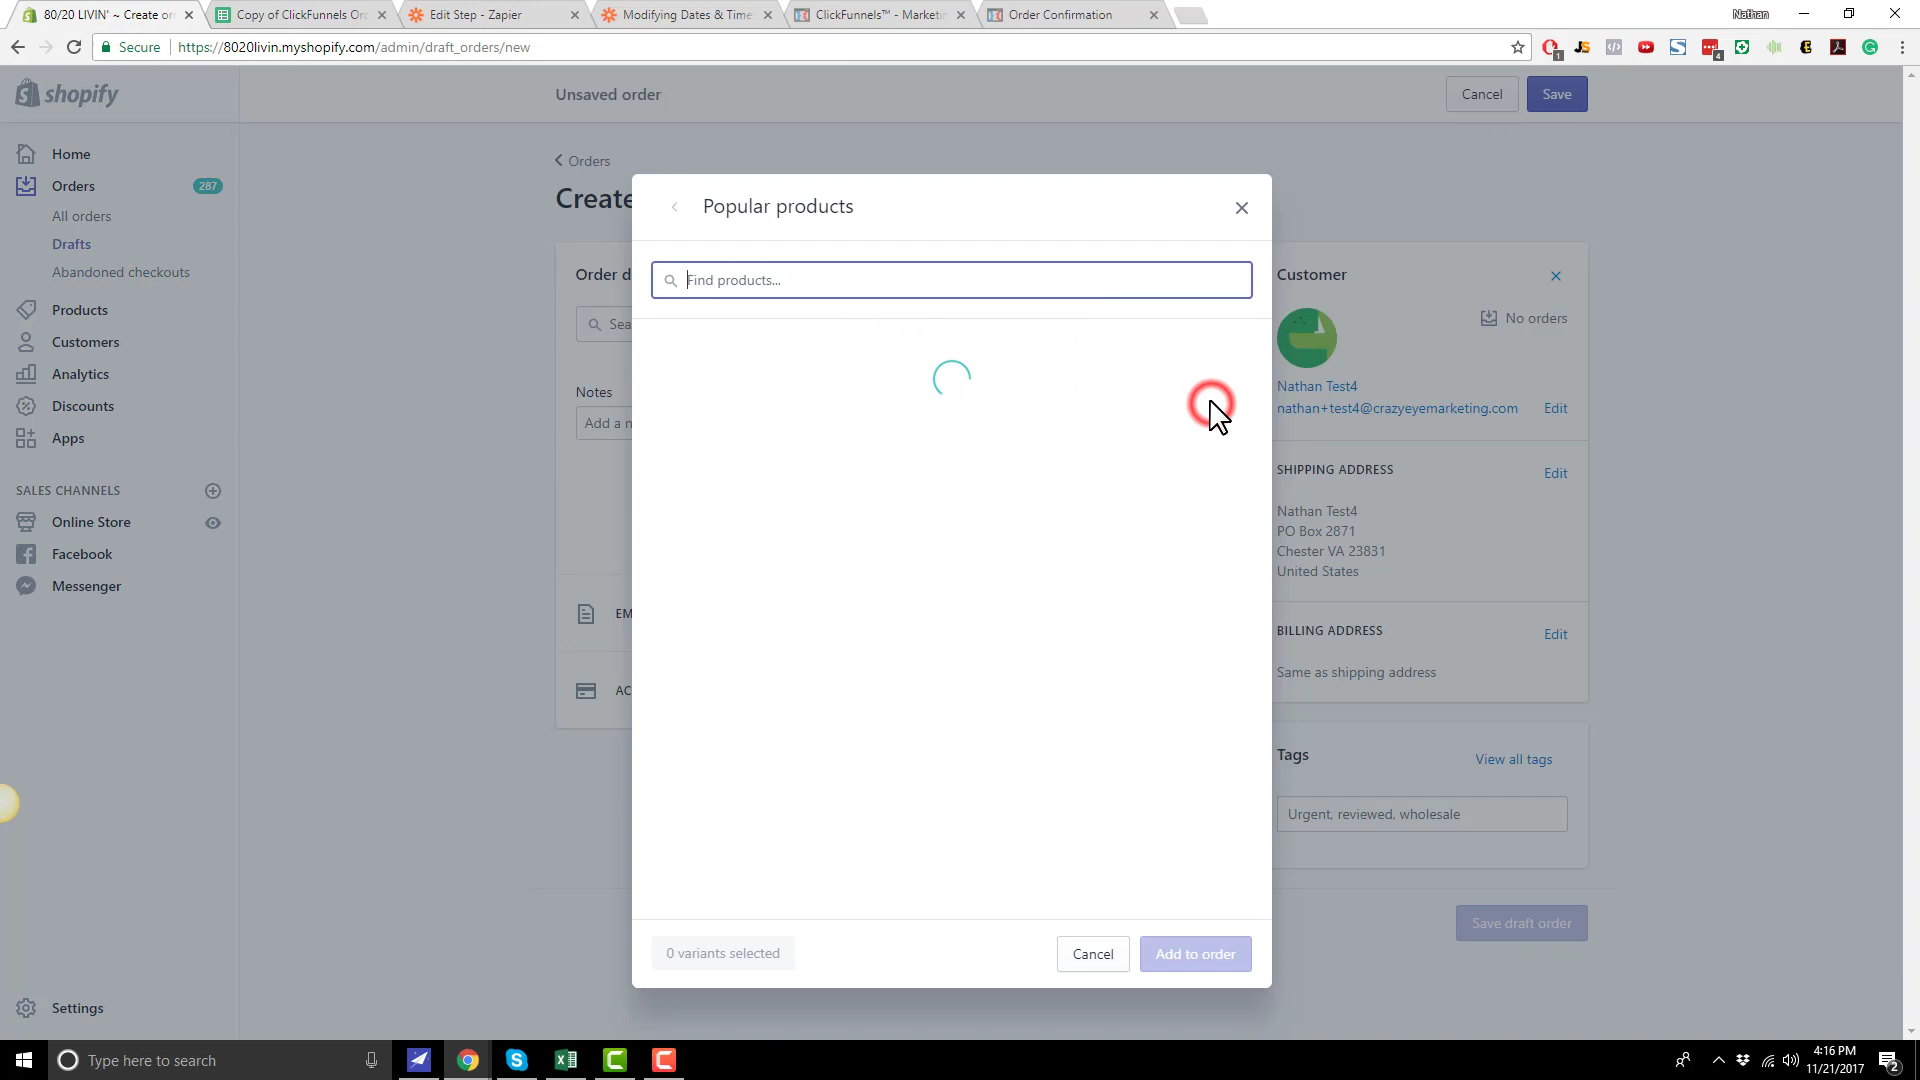 80/20 LIVIN' ~ Create or
Copy of ClickFunnels Or
Edit Step - Zapier
Modifying Dates & Time
ClickFunnels™ - Marketi
Order Confirmation
Nathan
Secure
https://8020livin.myshopify.com/admin/draft_orders/new
1
4
shopify
Unsaved order
Cancel
Save
Home
Orders
287
All orders
Drafts
Abandoned checkouts
Products
Customers
Analytics
Discounts
Apps
SALES CHANNELS
Online Store
Facebook
Messenger
Settings
Orders
Create
Order d
Sea
Notes
Add a n
EM
AC
Popular products
Find products...
0 variants selected
Cancel
Add to order
Customer
No orders
Nathan Test4
nathan+test4@crazyeyemarketing.com
Edit
SHIPPING ADDRESS
Edit
Nathan Test4
PO Box 2871
Chester VA 23831
United States
BILLING ADDRESS
Edit
Same as shipping address
Tags
View all tags
Urgent, reviewed, wholesale
Save draft order
Type here to search
4:16 PM
11/21/2017
2